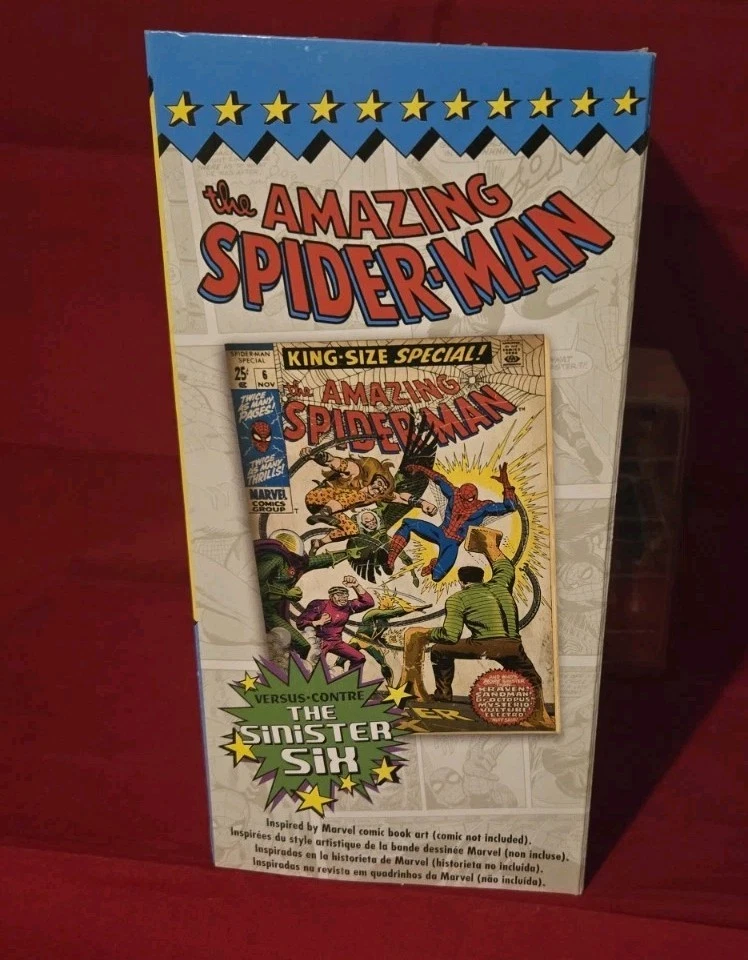 the AMAZING
SPIDER-MAN
SPIDER-MAN
SPECIAL
25¢ 6
NOV
KING-SIZE SPECIAL!
TWICE
AS MANY
PAGES!
TWICE
AS MANY
THRILLS!
MARVEL
COMICS
GROUP
the AMAZING
SPIDER-MAN
KRAVEN!
SANDMAN!
DR. OCTOPUS!
MYSTERIO!
VULTURE!
ELECTRO!
VERSUS•CONTRE
THE
SINISTER
SIX
Inspired by Marvel comic book art (comic not included).
Inspirées du style artistique de la bande dessinée Marvel (non incluse).
Inspiradas en la historieta de Marvel (historieta no incluida).
Inspiradas na revista em quadrinhos da Marvel (não incluída).